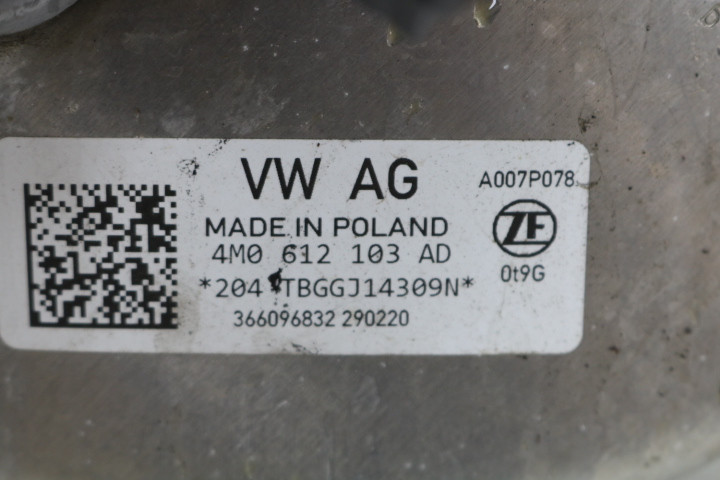 VW AG
A007P078
MADE IN POLAND
ZF
4M0 612 103 AD
0t9G
*204 TBGGJ14309N*
366096832 290220